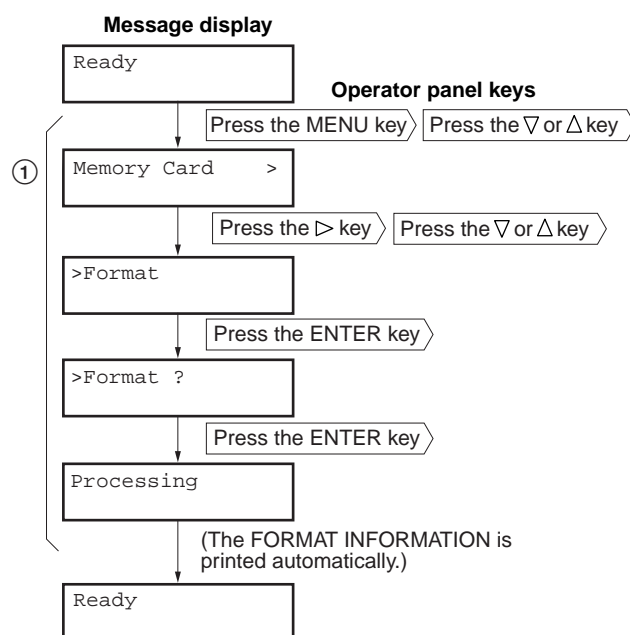 Message display
Ready
Operator panel keys
Press the MENU key
Press the ▽ or △ key
①
Memory Card >
Press the ▷ key
Press the ▽ or △ key
>Format
Press the ENTER key
>Format ?
Press the ENTER key
Processing
(The FORMAT INFORMATION is
printed automatically.)
Ready